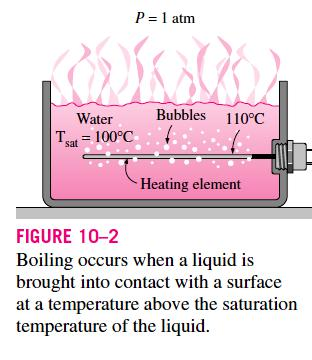 P = 1 atm
Water Bubbles 110°C
Tsat = 100°C
Heating element
FIGURE 10–2
Boiling occurs when a liquid is
brought into contact with a surface
at a temperature above the saturation
temperature of the liquid.